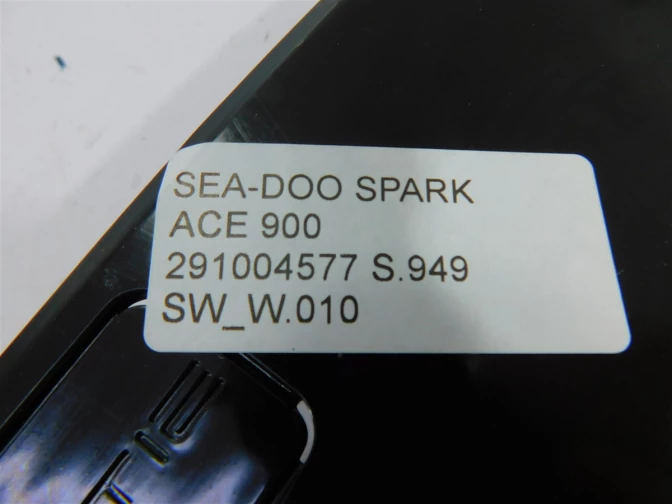 SEA-DOO SPARK
ACE 900
291004577 S.949
SW_W.010